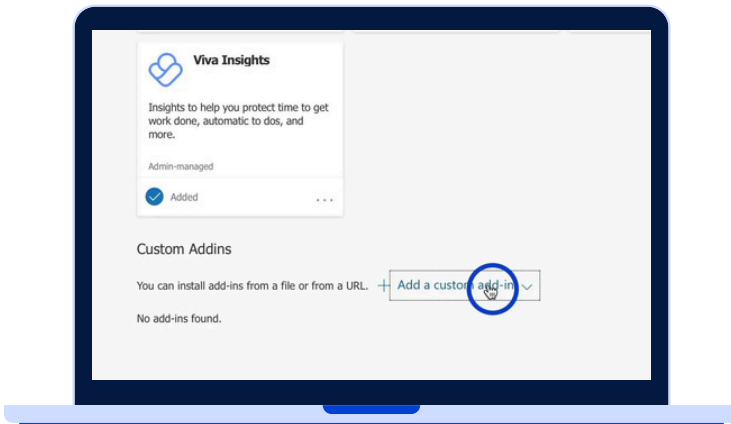 Viva Insights
Insights to help you protect time to get
work done, automatic to dos, and
more.
Admin-managed
Added
Custom Addins
You can install add-ins from a file or from a URL. + Add a custom add-in
No add-ins found.